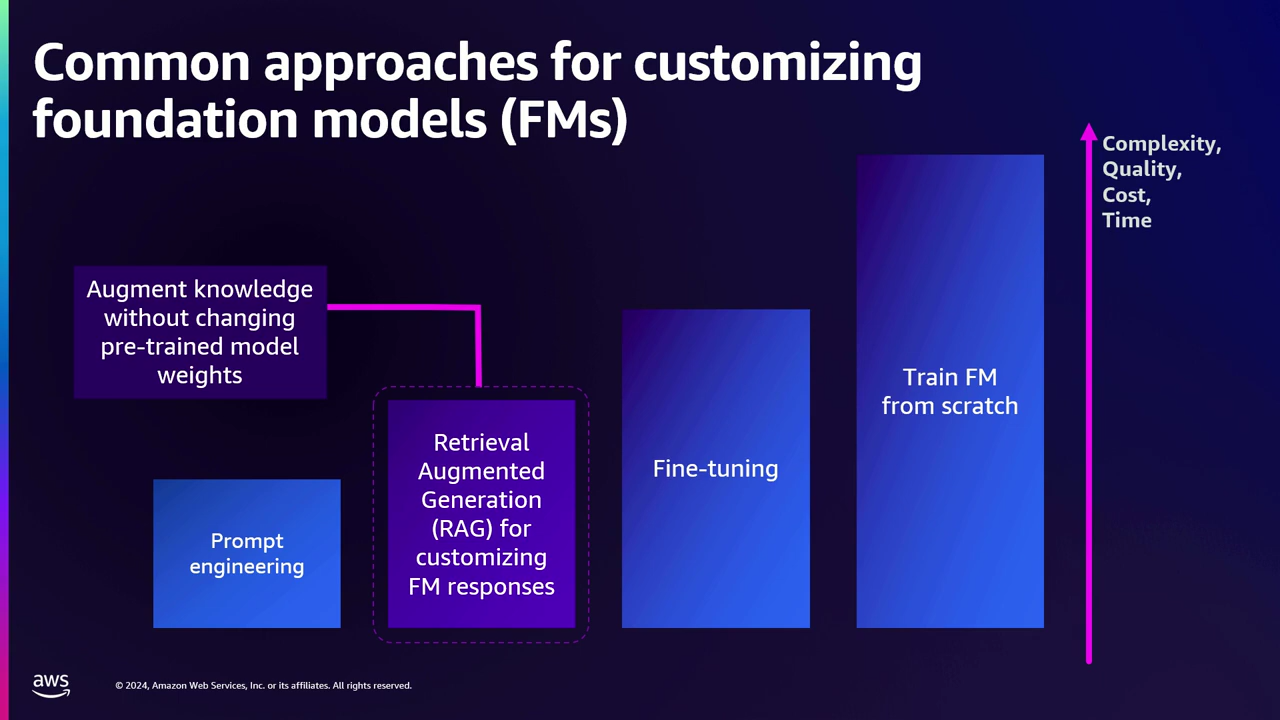 Common approaches for customizing
foundation models (FMs)
Complexity,
Quality,
Cost,
Time
Augment knowledge
without changing
pre-trained model
weights
Prompt
engineering
Retrieval
Augmented
Generation
(RAG) for
customizing
FM responses
Fine-tuning
Train FM
from scratch
aws
© 2024, Amazon Web Services, Inc. or its affiliates. All rights reserved.